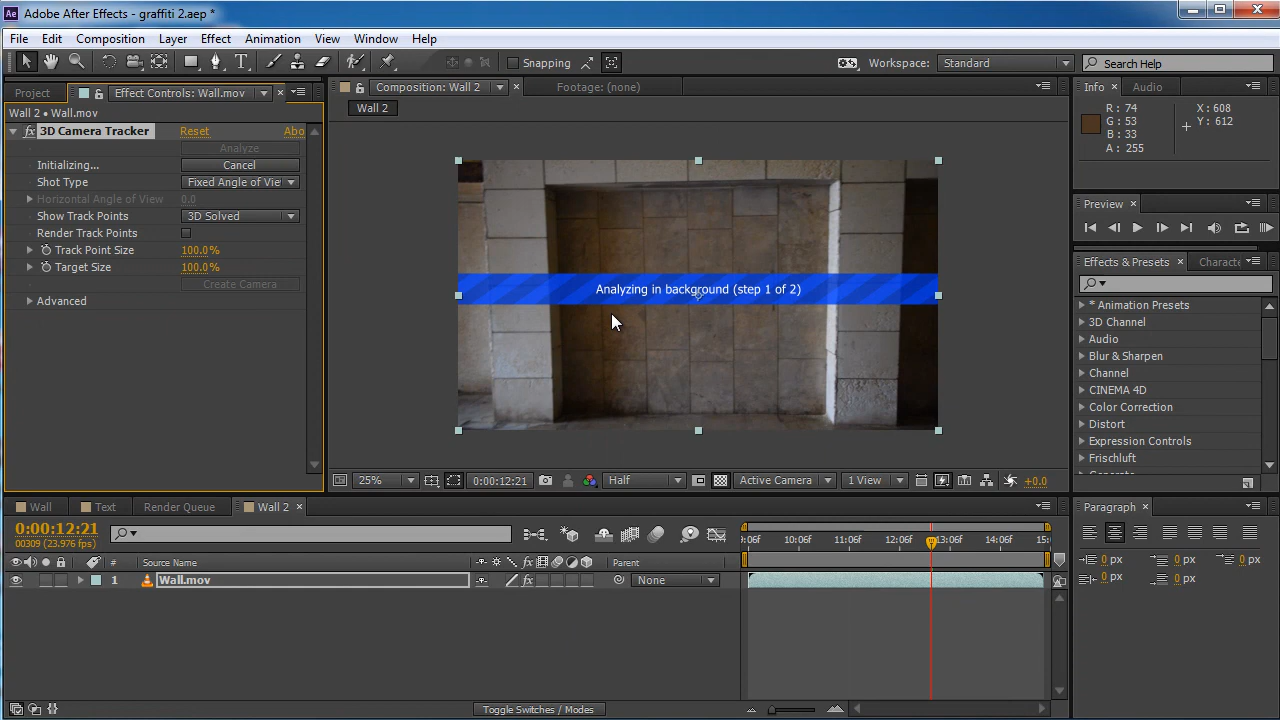 Ae Adobe After Effects - graffiti 2.aep *
File Edit Composition Layer Effect Animation View Window Help
Snapping Workspace: Standard Search Help
Project Effect Controls: Wall.mov
Wall 2 • Wall.mov
fx 3D Camera Tracker Reset Abo
Analyze
Initializing... Cancel
Shot Type Fixed Angle of Vie
Horizontal Angle of View 0.0
Show Track Points 3D Solved
Render Track Points
Track Point Size 100.0%
Target Size 100.0%
Create Camera
Advanced
Composition: Wall 2 Footage: (none)
Wall 2
Analyzing in background (step 1 of 2)
25% 0:00:12:21 Half Active Camera 1 View +0.0
Info Audio
R : 74 X : 608
G : 53 Y : 612
B : 33
A : 255
Preview
Effects & Presets Characte
* Animation Presets
3D Channel
Audio
Blur & Sharpen
Channel
CINEMA 4D
Color Correction
Distort
Expression Controls
Frischluft
Generate
Wall Text Render Queue Wall 2
0:00:12:21
00309 (23.976 fps)
# Source Name fx Parent
1 Wall.mov fx None
9:06f 10:06f 11:06f 12:06f 13:06f 14:06f 15:
Toggle Switches / Modes
Paragraph
0 px 0 px 0 px
0 px 0 px